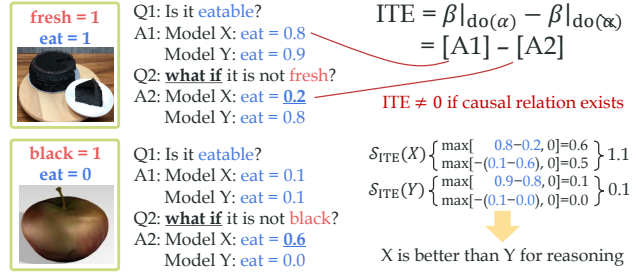 fresh = 1
eat = 1
Q1: Is it eatable?
A1: Model X: eat = 0.8
Model Y: eat = 0.9
Q2: what if it is not fresh?
A2: Model X: eat = 0.2
Model Y: eat = 0.8
black = 1
eat = 0
Q1: Is it eatable?
A1: Model X: eat = 0.1
Model Y: eat = 0.1
Q2: what if it is not black?
A2: Model X: eat = 0.6
Model Y: eat = 0.0
ITE = β|do(α) − β|do(α̸)
= [A1] − [A2]
ITE ≠ 0 if causal relation exists
𝒮ITE(X) { max[ 0.8−0.2, 0]=0.6
max[−(0.1−0.6), 0]=0.5 } 1.1
𝒮ITE(Y) { max[ 0.9−0.8, 0]=0.1
max[−(0.1−0.0), 0]=0.0 } 0.1
X is better than Y for reasoning